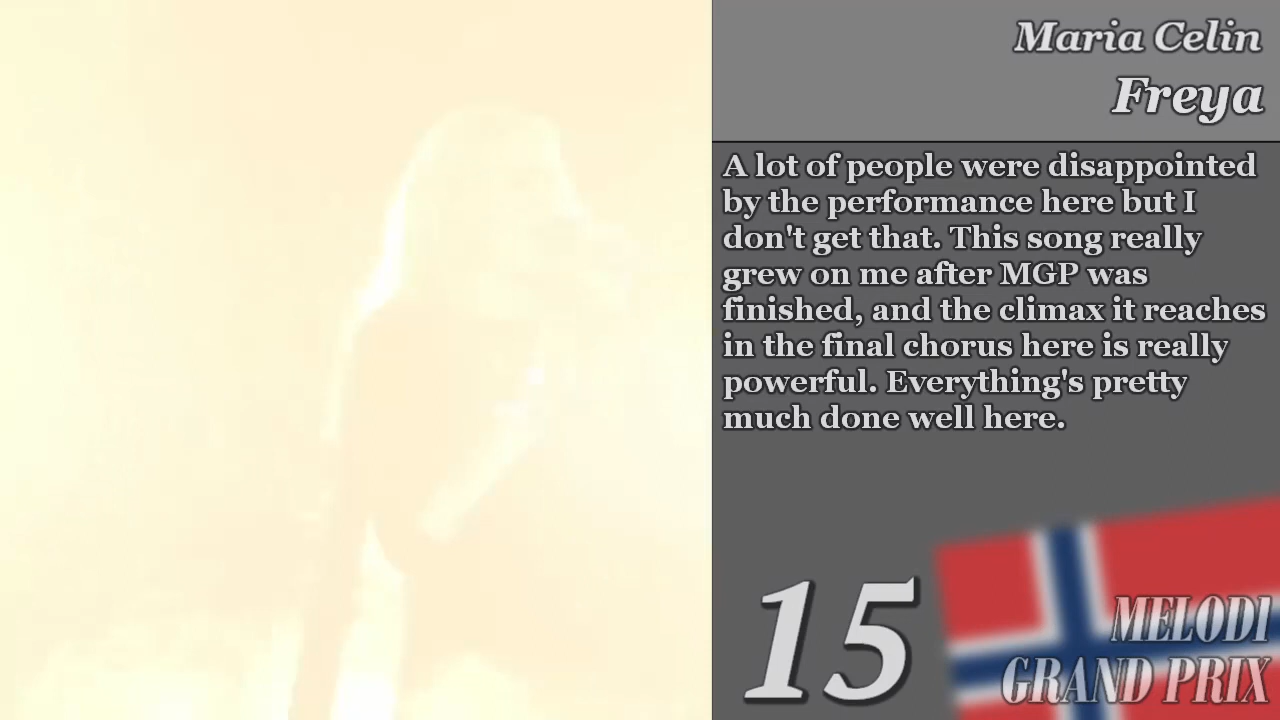 Maria Celin
Freya
A lot of people were disappointed
by the performance here but I
don't get that. This song really
grew on me after MGP was
finished, and the climax it reaches
in the final chorus here is really
powerful. Everything's pretty
much done well here.
15
MELODI
GRAND PRIX